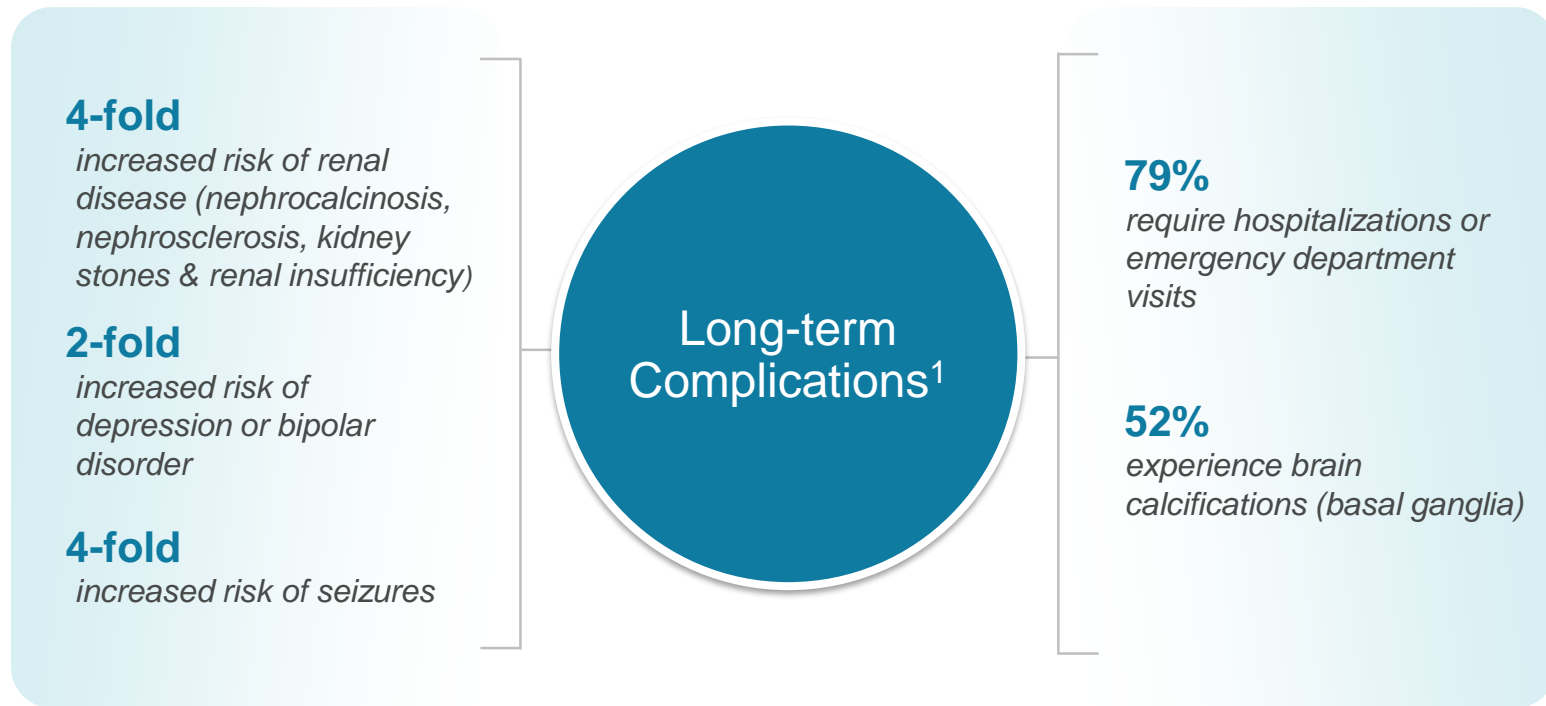 4-fold
increased risk of renal
disease (nephrocalcinosis,
nephrosclerosis, kidney
stones & renal insufficiency)
2-fold
increased risk of
depression or bipolar
disorder
4-fold
increased risk of seizures
Long-term
Complications¹
79%
require hospitalizations or
emergency department
visits
52%
experience brain
calcifications (basal ganglia)